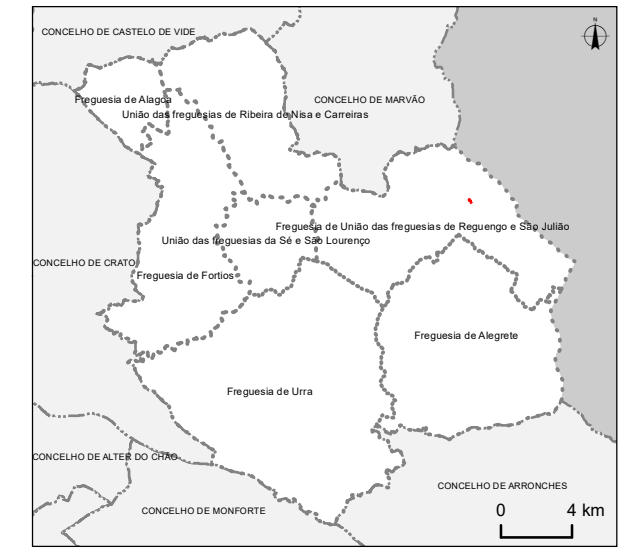 CONCELHO DE CASTELO DE VIDE
N
Freguesia de Alagoa
CONCELHO DE MARVÃO
União das freguesias de Ribeira de Nisa e Carreiras
Freguesia de União das freguesias de Reguengo e São Julião
União das freguesias da Sé e São Lourenço
CONCELHO DE CRATO
Freguesia de Fortios
Freguesia de Alegrete
Freguesia de Urra
CONCELHO DE ALTER DO CHÃO
CONCELHO DE ARRONCHES
CONCELHO DE MONFORTE
0 4 km